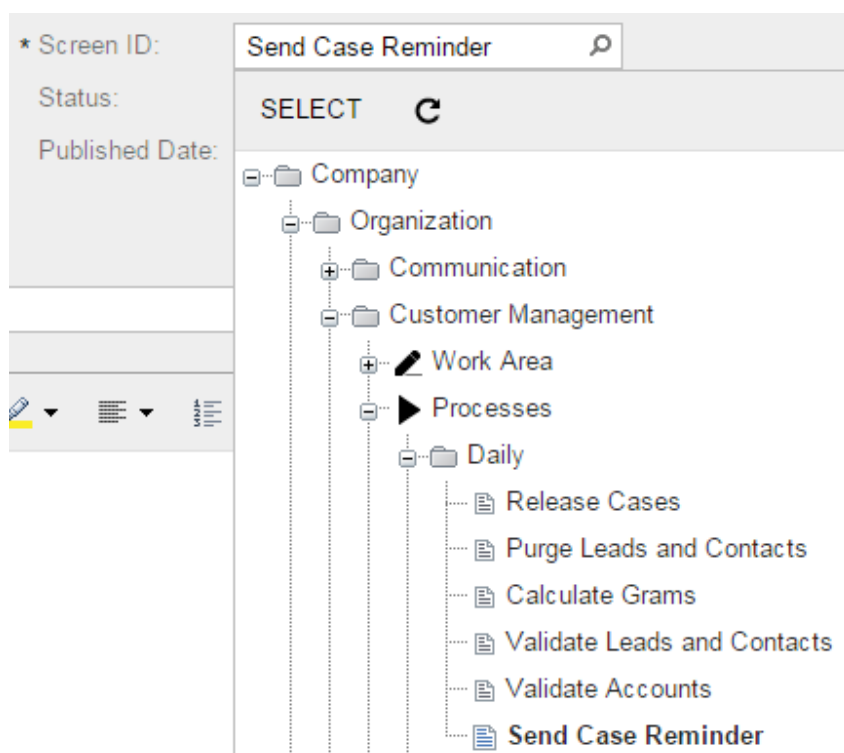 * Screen ID: Send Case Reminder
Status:
SELECT
Published Date:
Company
Organization
Communication
Customer Management
Work Area
Processes
Daily
Release Cases
Purge Leads and Contacts
Calculate Grams
Validate Leads and Contacts
Validate Accounts
Send Case Reminder